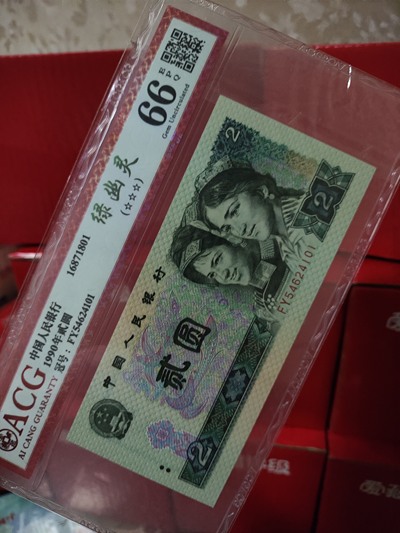 ACG
AI CANG GUARANTY
中国人民银行
1990年贰圆
冠号: FY54624101
16871801
绿幽灵
(☆☆☆)
66
EPQ
Gem Uncirculated
2
2
FY54624101
中国人民银行
贰圆
2